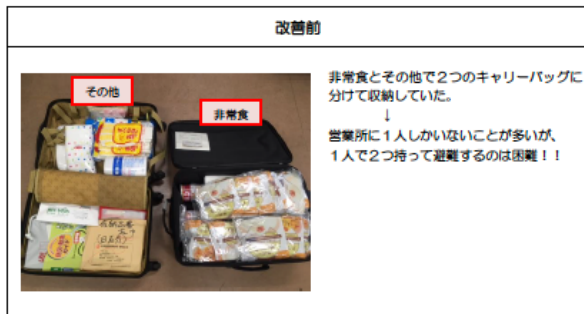 改善前
その他
非常食
非常食とその他で２つのキャリーバッグに
分けて収納していた。
↓
営業所に１人しかいないことが多いが、
１人で２つ持って避難するのは困難！！